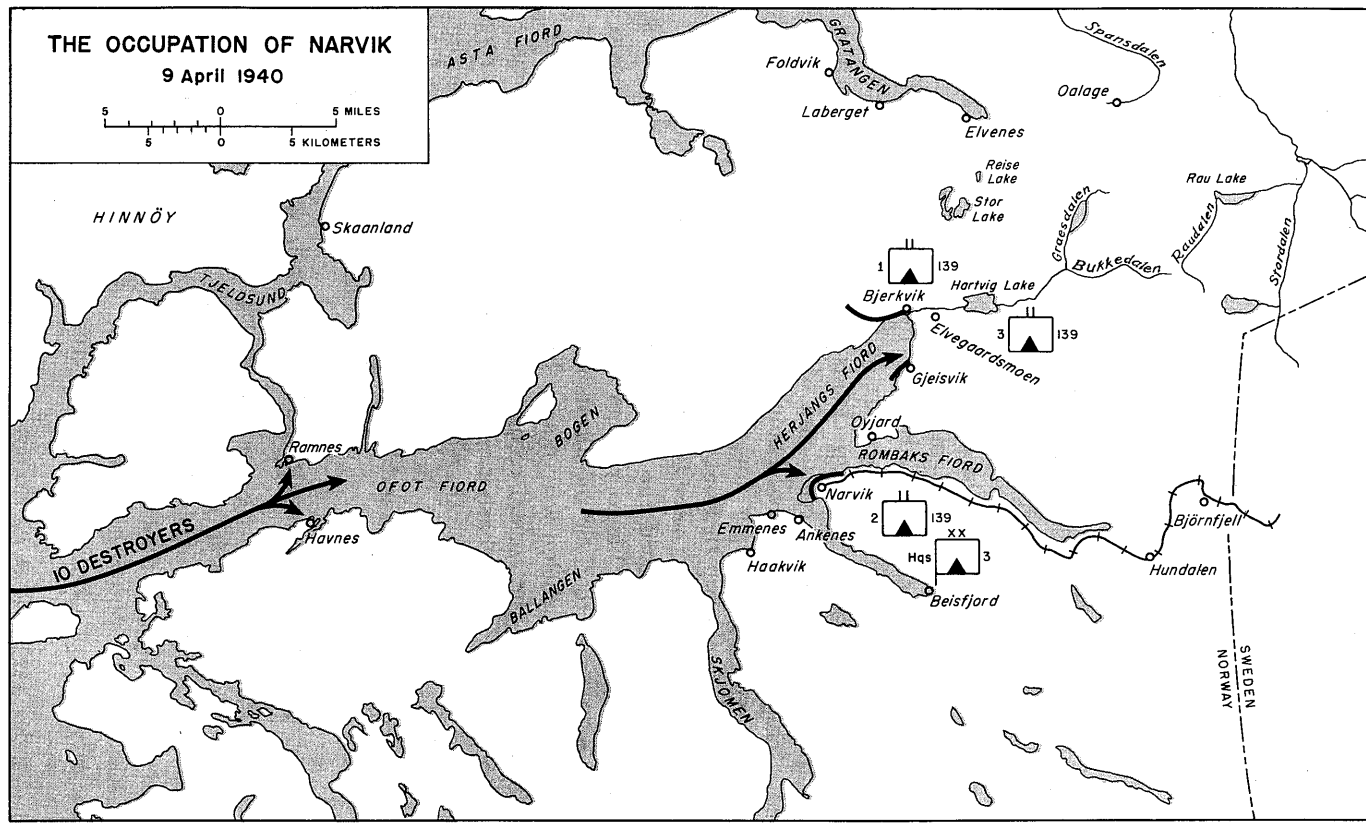 THE OCCUPATION OF NARVIK
9 April 1940
5 0 5 MILES
5 0 5 KILOMETERS
ASTA FIORD
GRATANGEN
Foldvik
Laberget
Elvenes
Spansdalen
Oalage
Reise
Lake
Stor
Lake
Rau Lake
HINNÖY
Skaanland
Graesdalen
Raudalen
Stordalen
Bukkedalen
TJELDSUND
1 139
Bjerkvik
Hartvig Lake
Elvegaardsmoen
3 139
Gjeisvik
HERJANGS FIORD
BOGEN
Oyjard
ROMBAKS FIORD
Ramnes
OFOT FIORD
Narvik
10 DESTROYERS
Havnes
Emmenes
Ankenes
2 139
Björnfjell
Haakvik
XX
Hqs 3
Hundalen
Beisfjord
BALLANGEN
SKJOMEN
SWEDEN
NORWAY